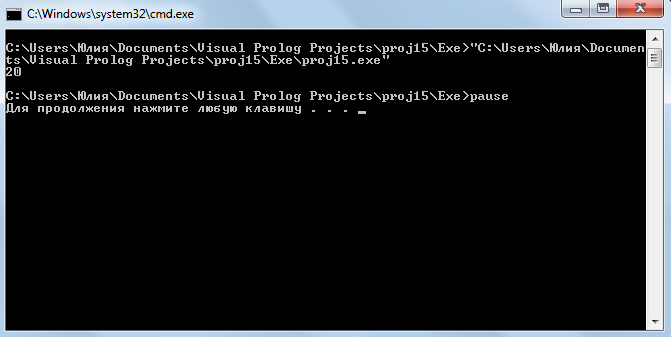 C:\Windows\system32\cmd.exe
C:\Users\Юлия\Documents\Visual Prolog Projects\proj15\Exe>"C:\Users\Юлия\Documen
ts\Visual Prolog Projects\proj15\Exe\proj15.exe"
20
C:\Users\Юлия\Documents\Visual Prolog Projects\proj15\Exe>pause
Для продолжения нажмите любую клавишу . . .